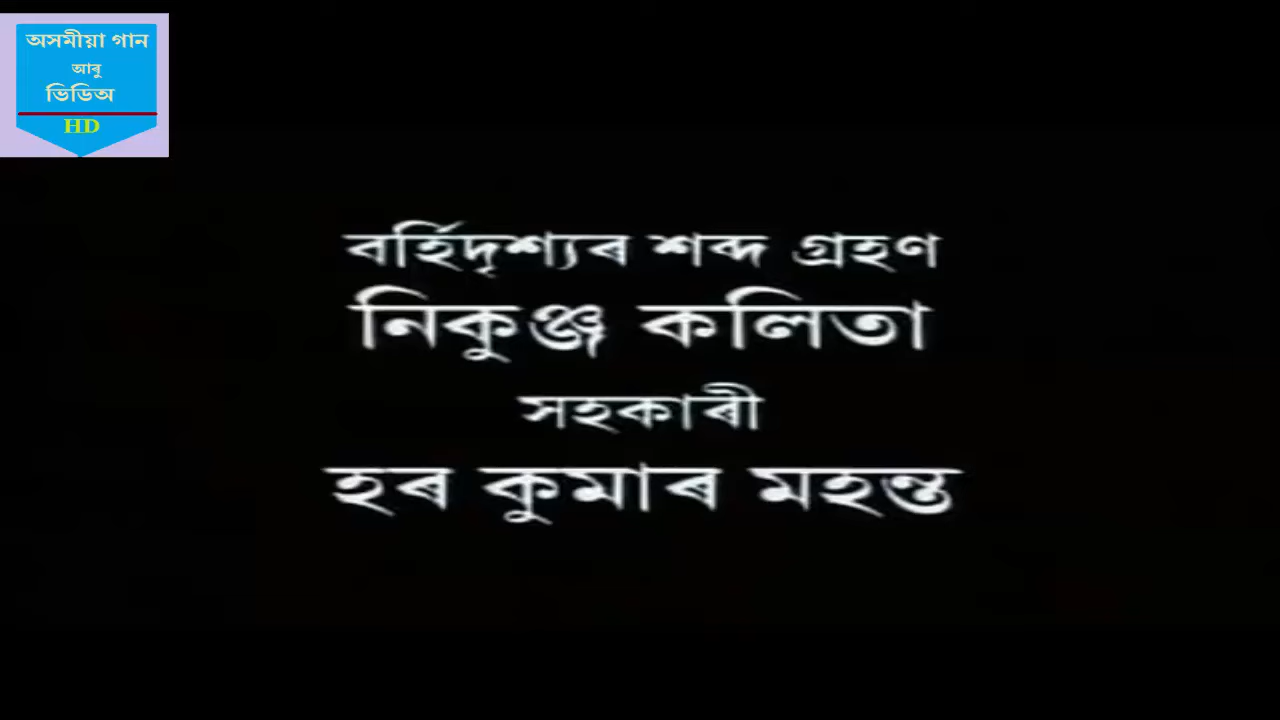 অসমীয়া গান
আৰু
ভিডিঅ
HD
বৰ্হিদৃশ্যৰ শব্দ গ্ৰহণ
নিকুঞ্জ কলিতা
সহকাৰী
হৰ কুমাৰ মহন্ত